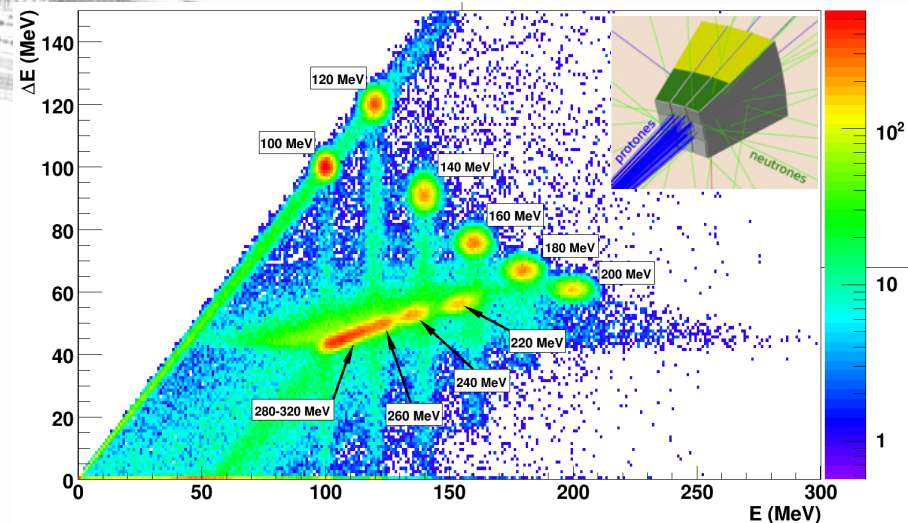 ΔE (MeV)
140
120
100
80
60
40
20
0
0
50
100
150
200
250
300
E (MeV)
120 MeV
100 MeV
140 MeV
160 MeV
180 MeV
200 MeV
220 MeV
240 MeV
260 MeV
280-320 MeV
protones
neutrones
10²
10
1